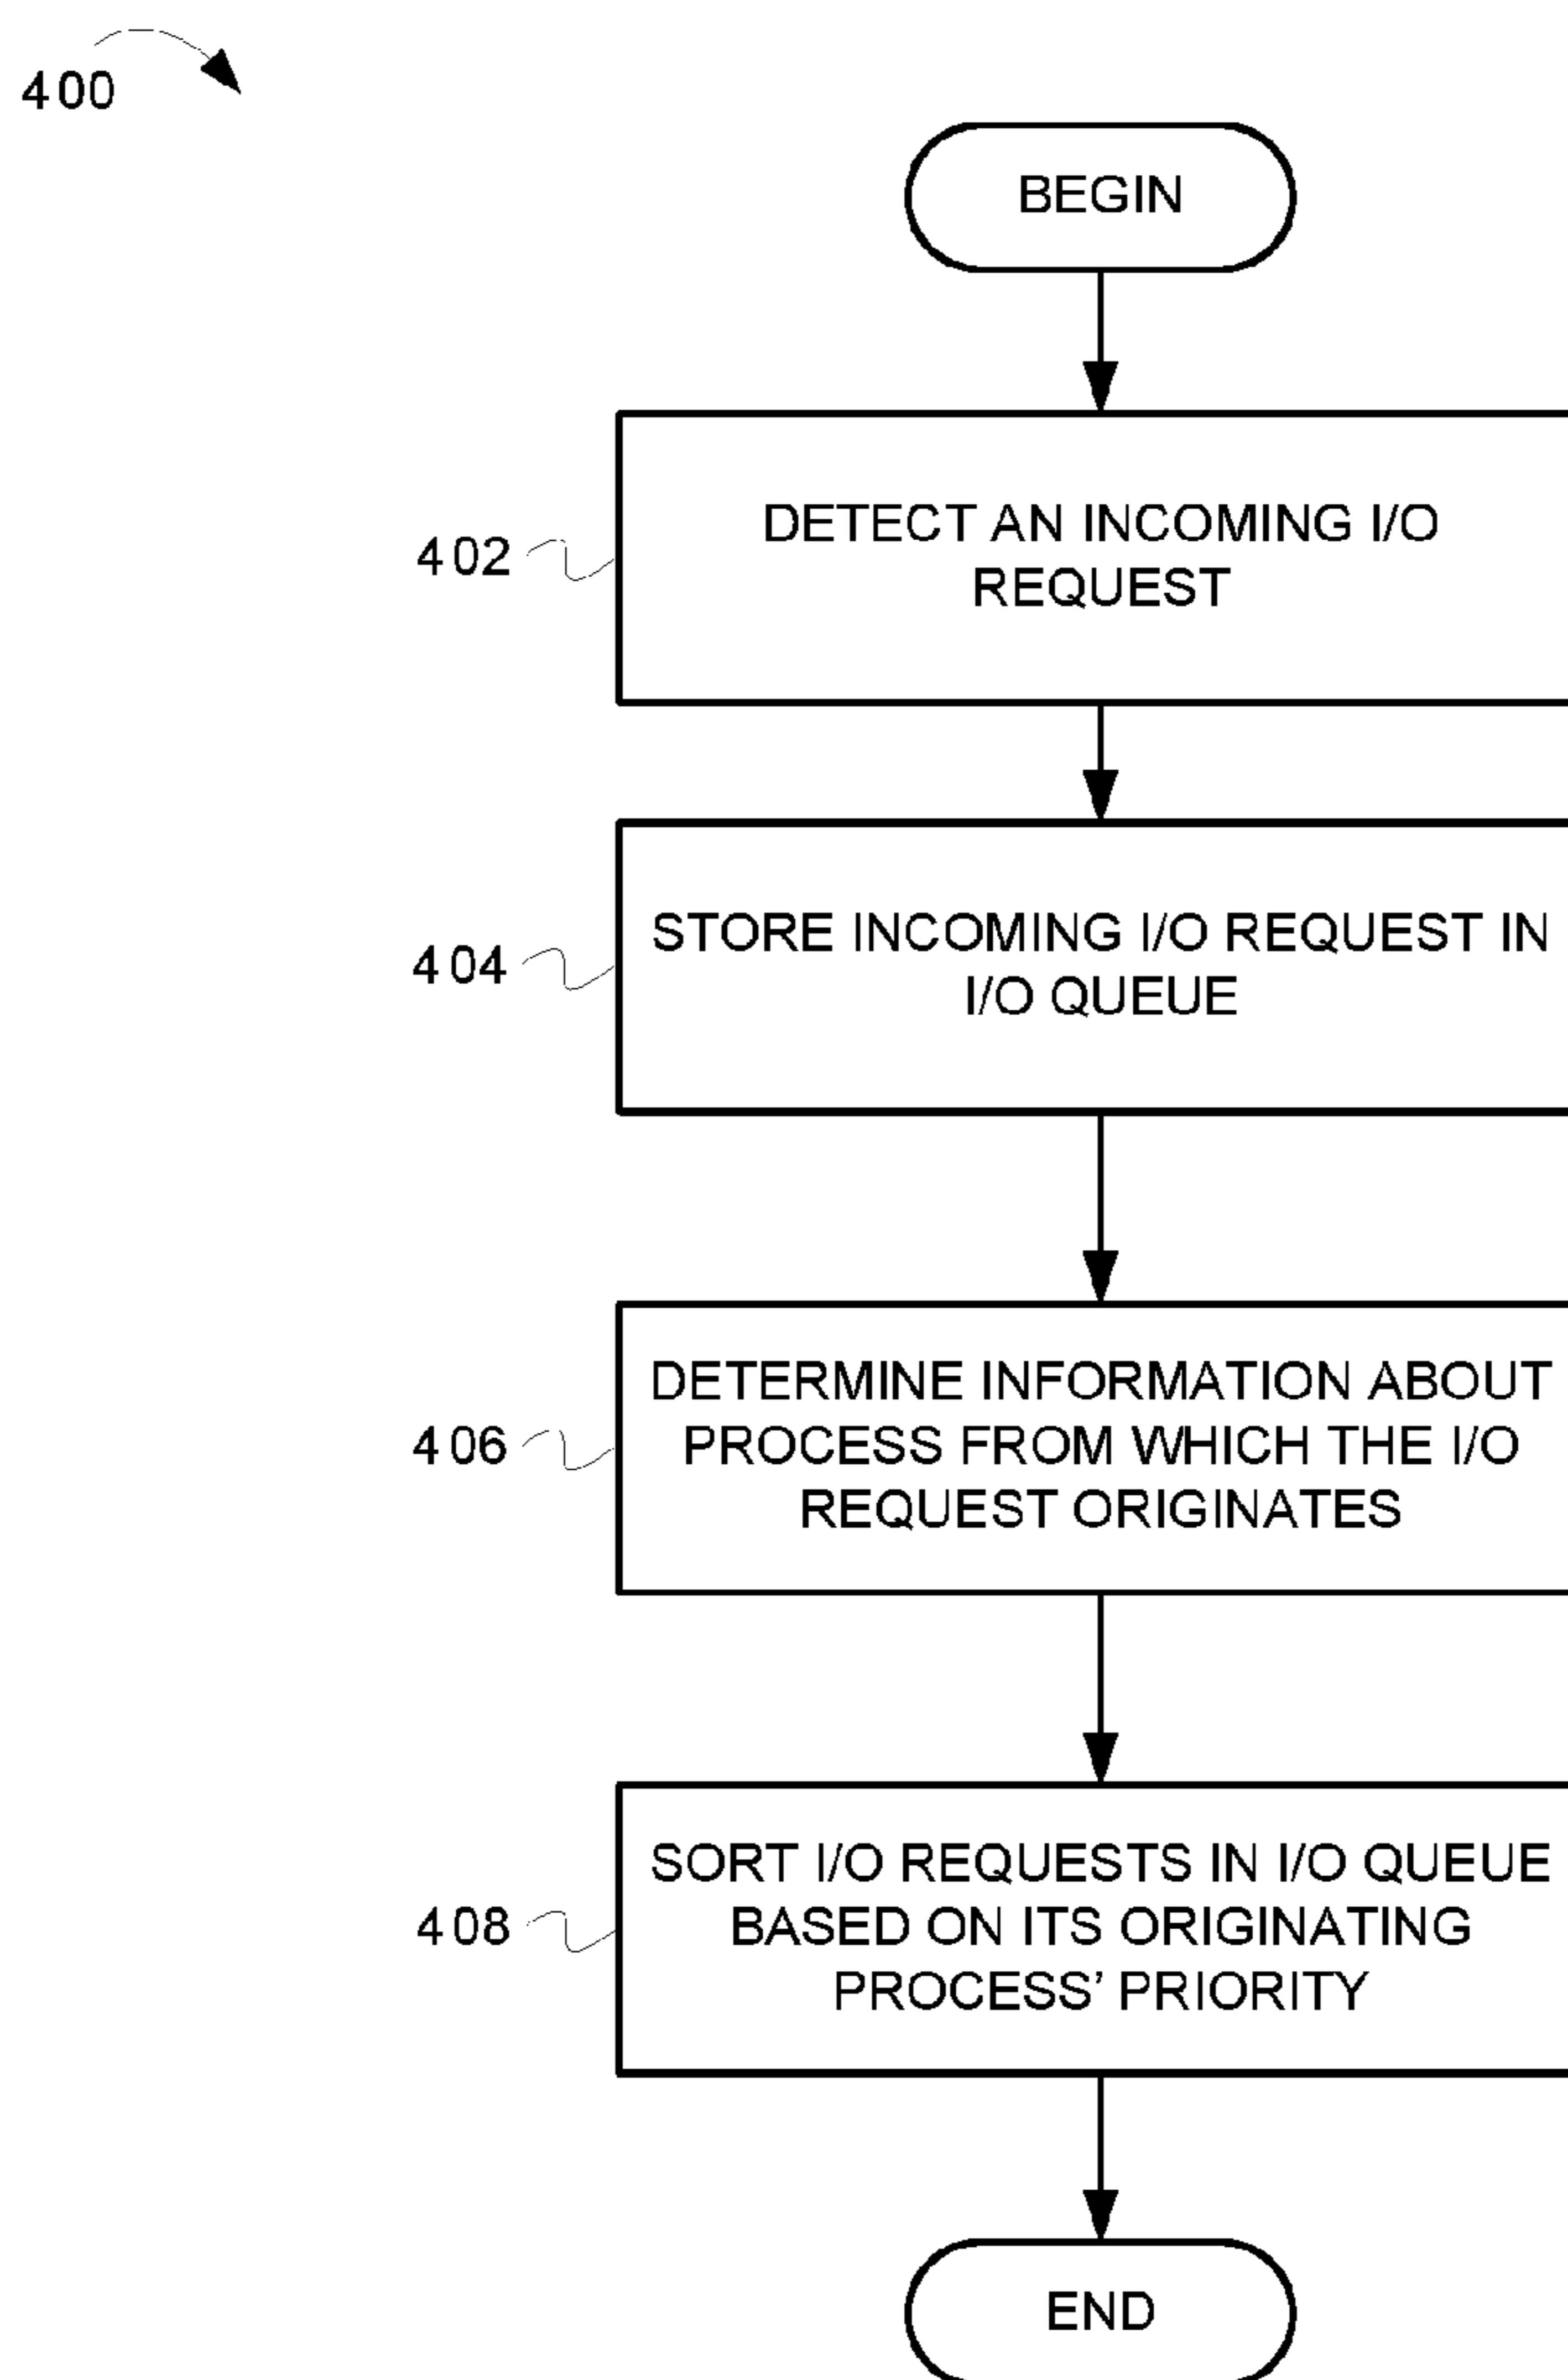 400
BEGIN
402
DETECT AN INCOMING I/O
REQUEST
404
STORE INCOMING I/O REQUEST IN
I/O QUEUE
406
DETERMINE INFORMATION ABOUT
PROCESS FROM WHICH THE I/O
REQUEST ORIGINATES
408
SORT I/O REQUESTS IN I/O QUEUE
BASED ON ITS ORIGINATING
PROCESS’ PRIORITY
END